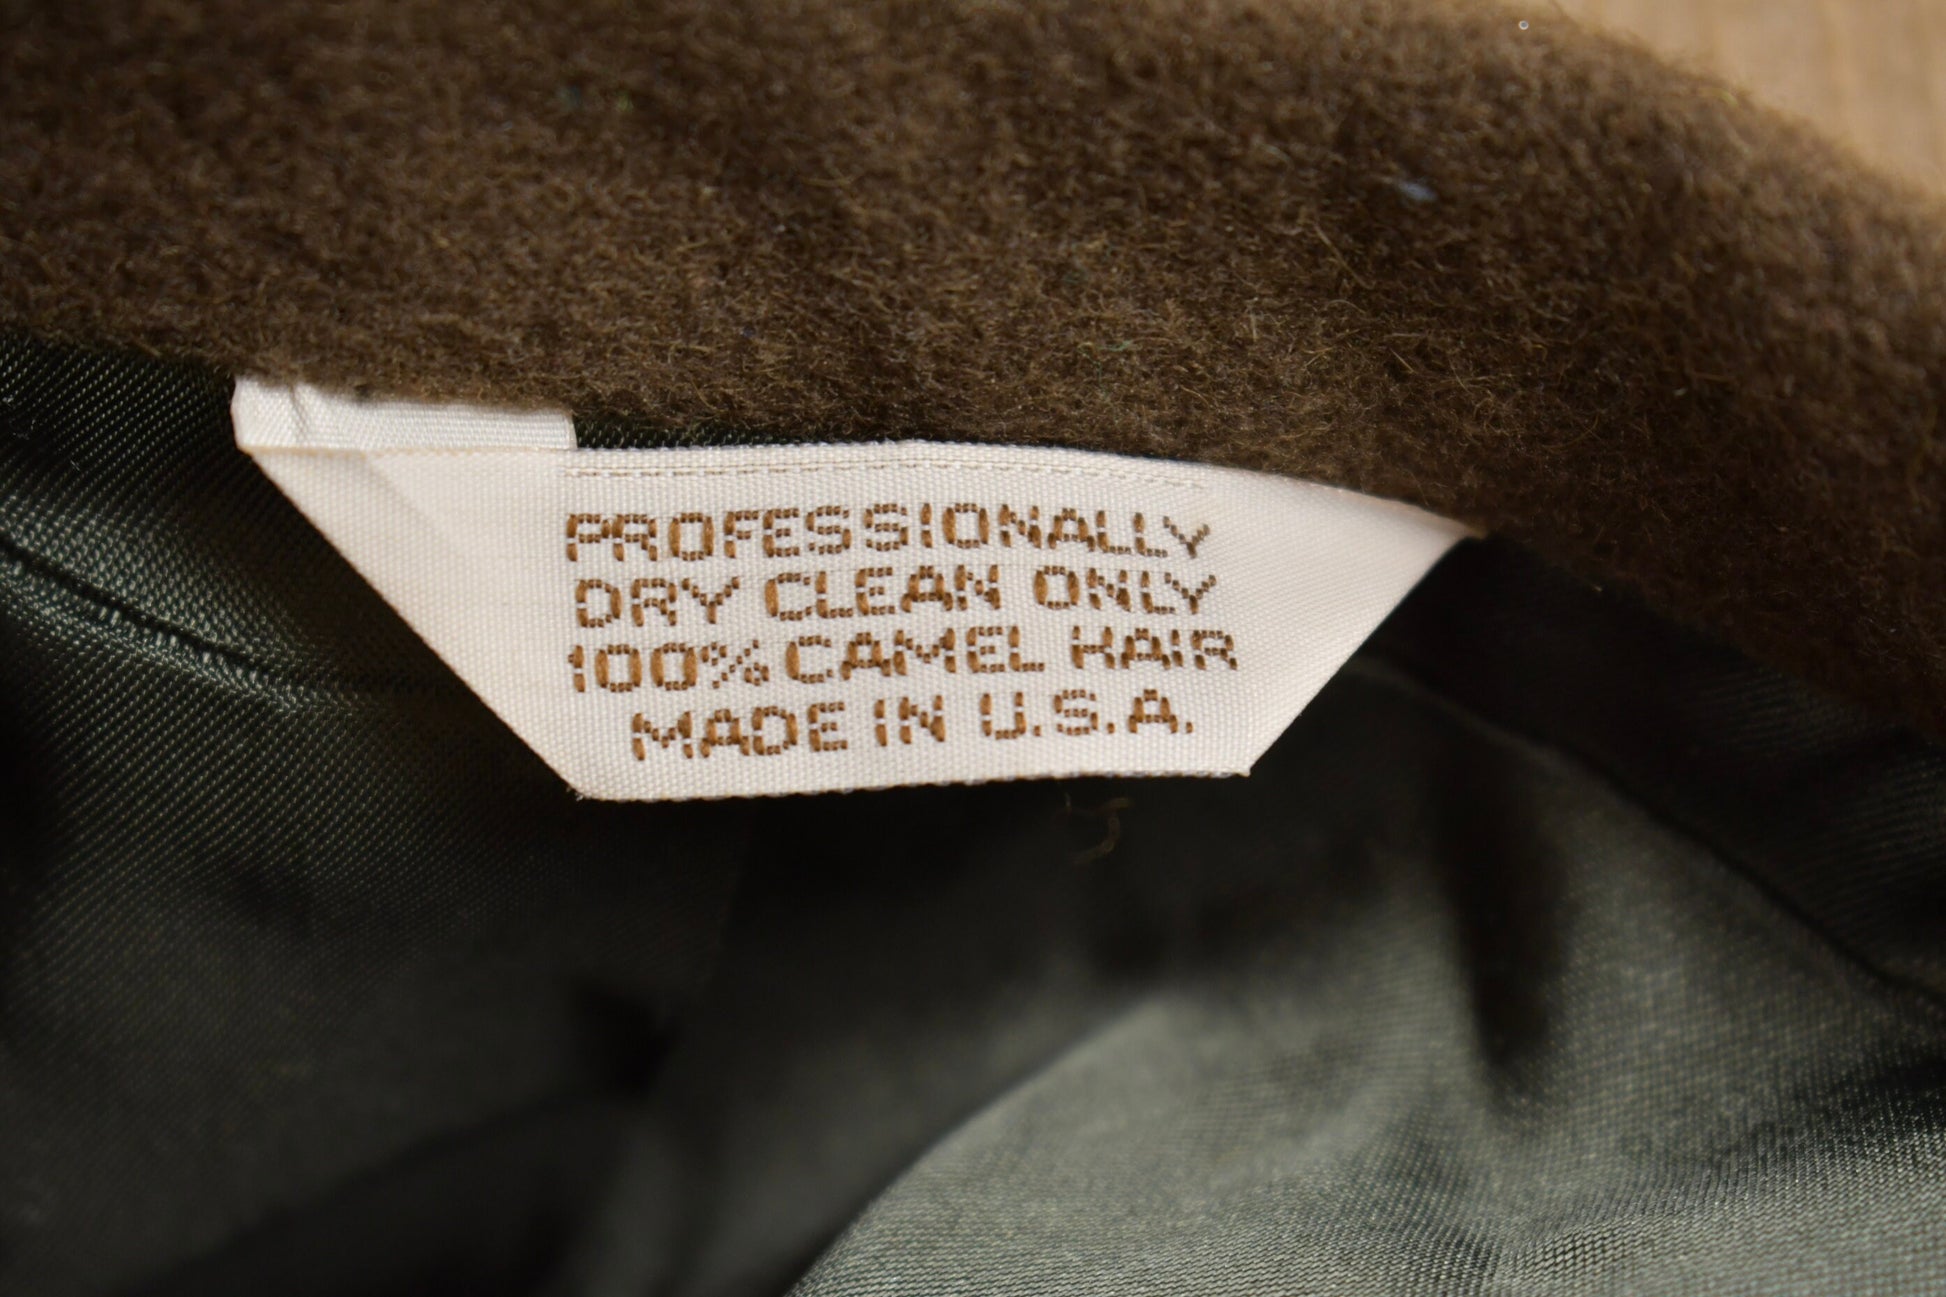 PROFESSIONALLY
DRY CLEAN ONLY
100% CAMEL HAIR
MADE IN U.S.A.